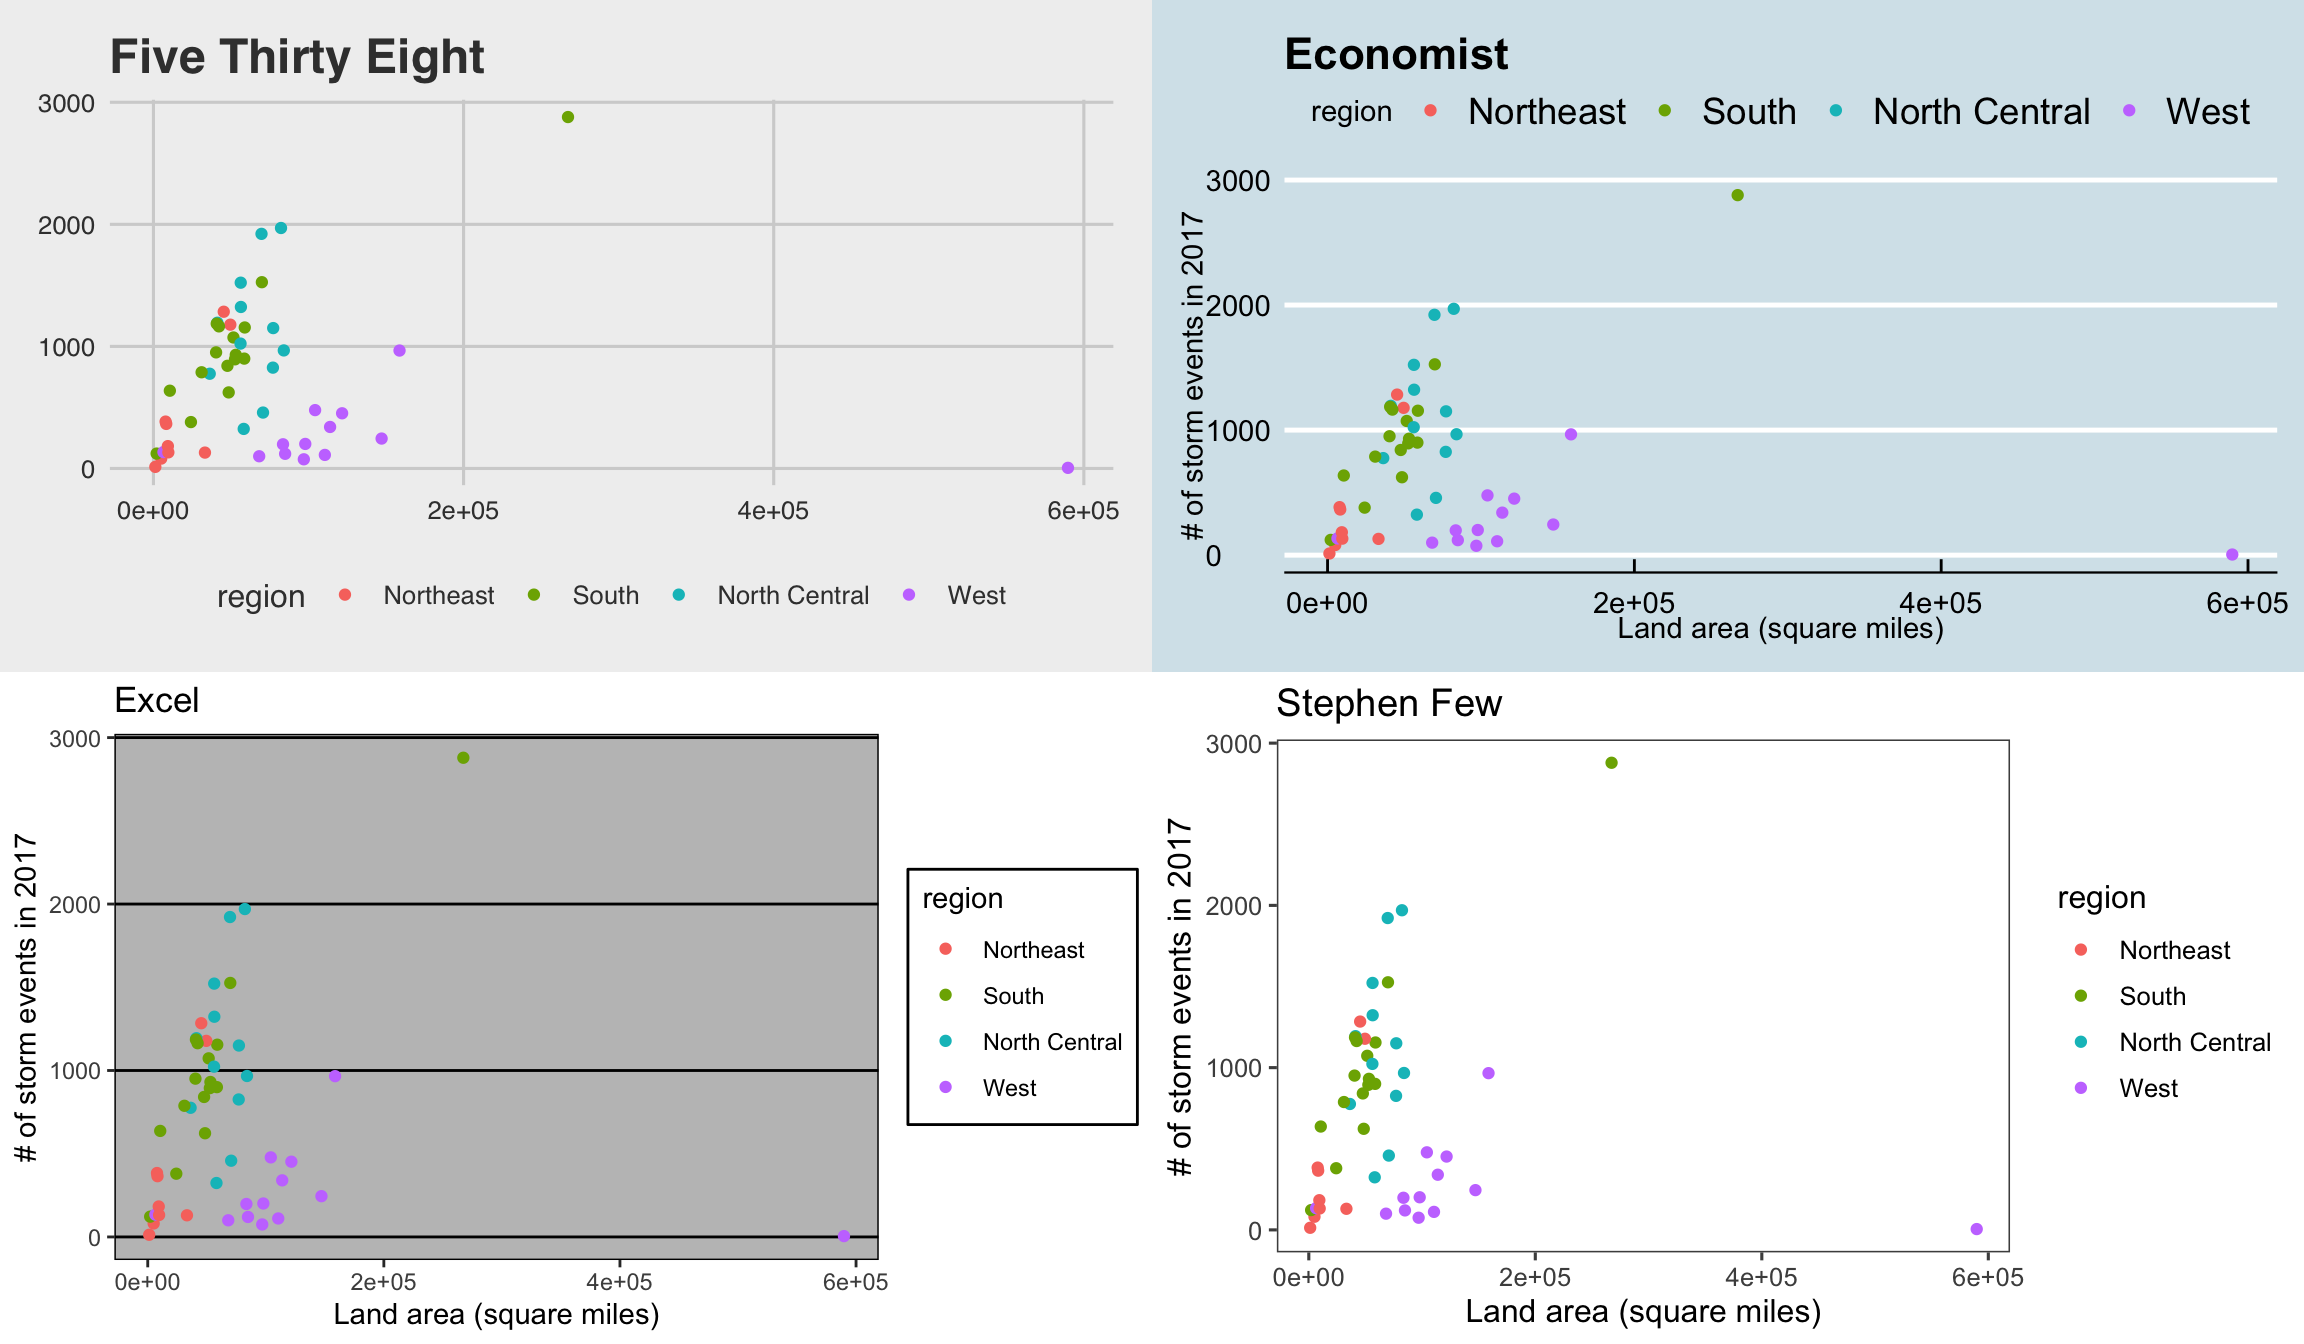 Five Thirty Eight
3000
2000
1000
0
0e+00 2e+05 4e+05 6e+05
region Northeast South North Central West
Economist
region Northeast South North Central West
# of storm events in 2017
3000
2000
1000
0
0e+00 2e+05 4e+05 6e+05
Land area (square miles)
Excel
# of storm events in 2017
3000
2000
1000
0
0e+00 2e+05 4e+05 6e+05
Land area (square miles)
region
Northeast
South
North Central
West
Stephen Few
# of storm events in 2017
3000
2000
1000
0
0e+00 2e+05 4e+05 6e+05
Land area (square miles)
region
Northeast
South
North Central
West